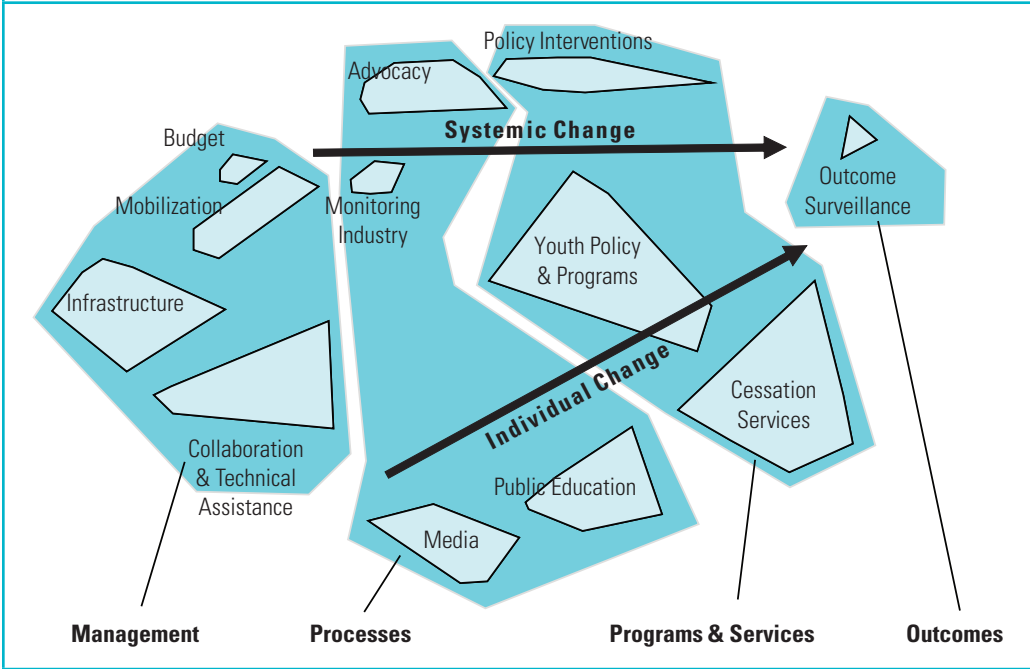 Policy Interventions
Advocacy
Systemic Change
Budget
Mobilization
Monitoring
Industry
Outcome
Surveillance
Youth Policy
& Programs
Infrastructure
Individual Change
Cessation
Services
Collaboration
& Technical
Assistance
Public Education
Media
Management
Processes
Programs & Services
Outcomes